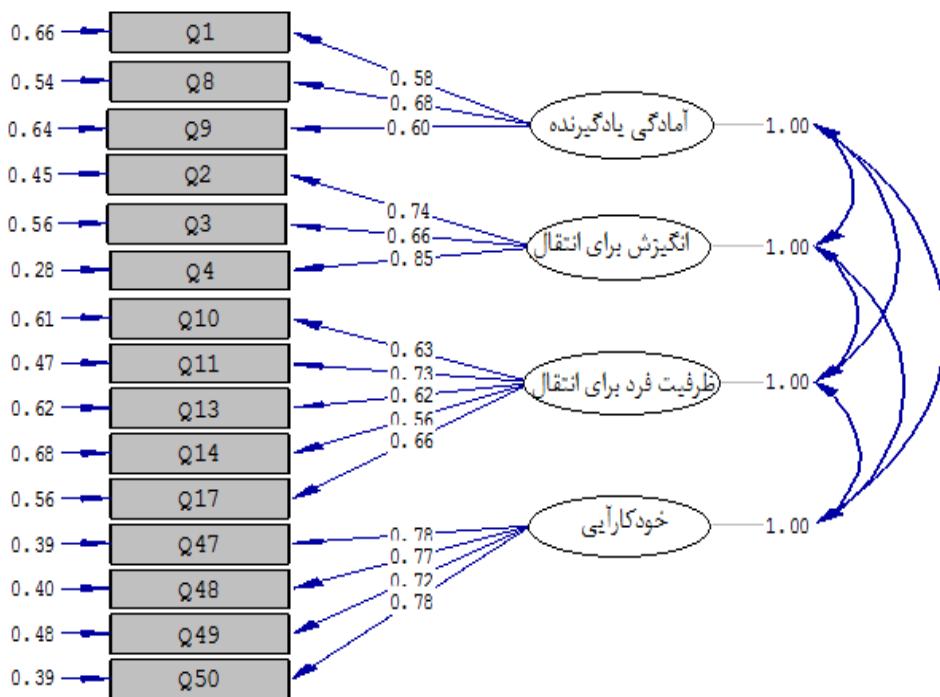 0.66 Q1
0.54 Q8
0.64 Q9
0.45 Q2
0.56 Q3
0.28 Q4
0.61 Q10
0.47 Q11
0.62 Q13
0.68 Q14
0.56 Q17
0.39 Q47
0.40 Q48
0.48 Q49
0.39 Q50
0.58
0.68
0.60
0.74
0.66
0.85
0.63
0.73
0.62
0.56
0.66
0.78
0.77
0.72
0.78
آمادگی یادگیرنده 1.00
انگیزش برای انتقال 1.00
ظرفیت فرد برای انتقال 1.00
خودکارآیی 1.00